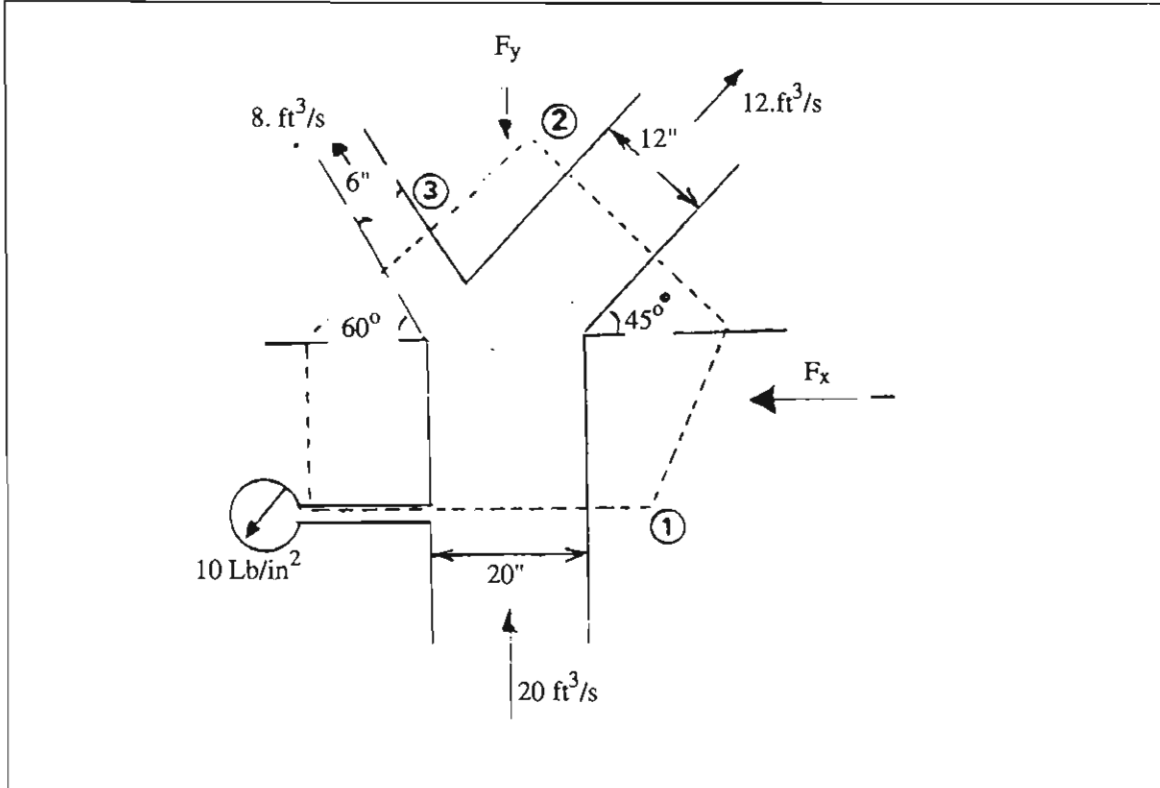 F_y
②
12.ft³/s
8. ft³/s
12"
6"
③
60°
45°
F_x
①
10 Lb/in²
20"
20 ft³/s